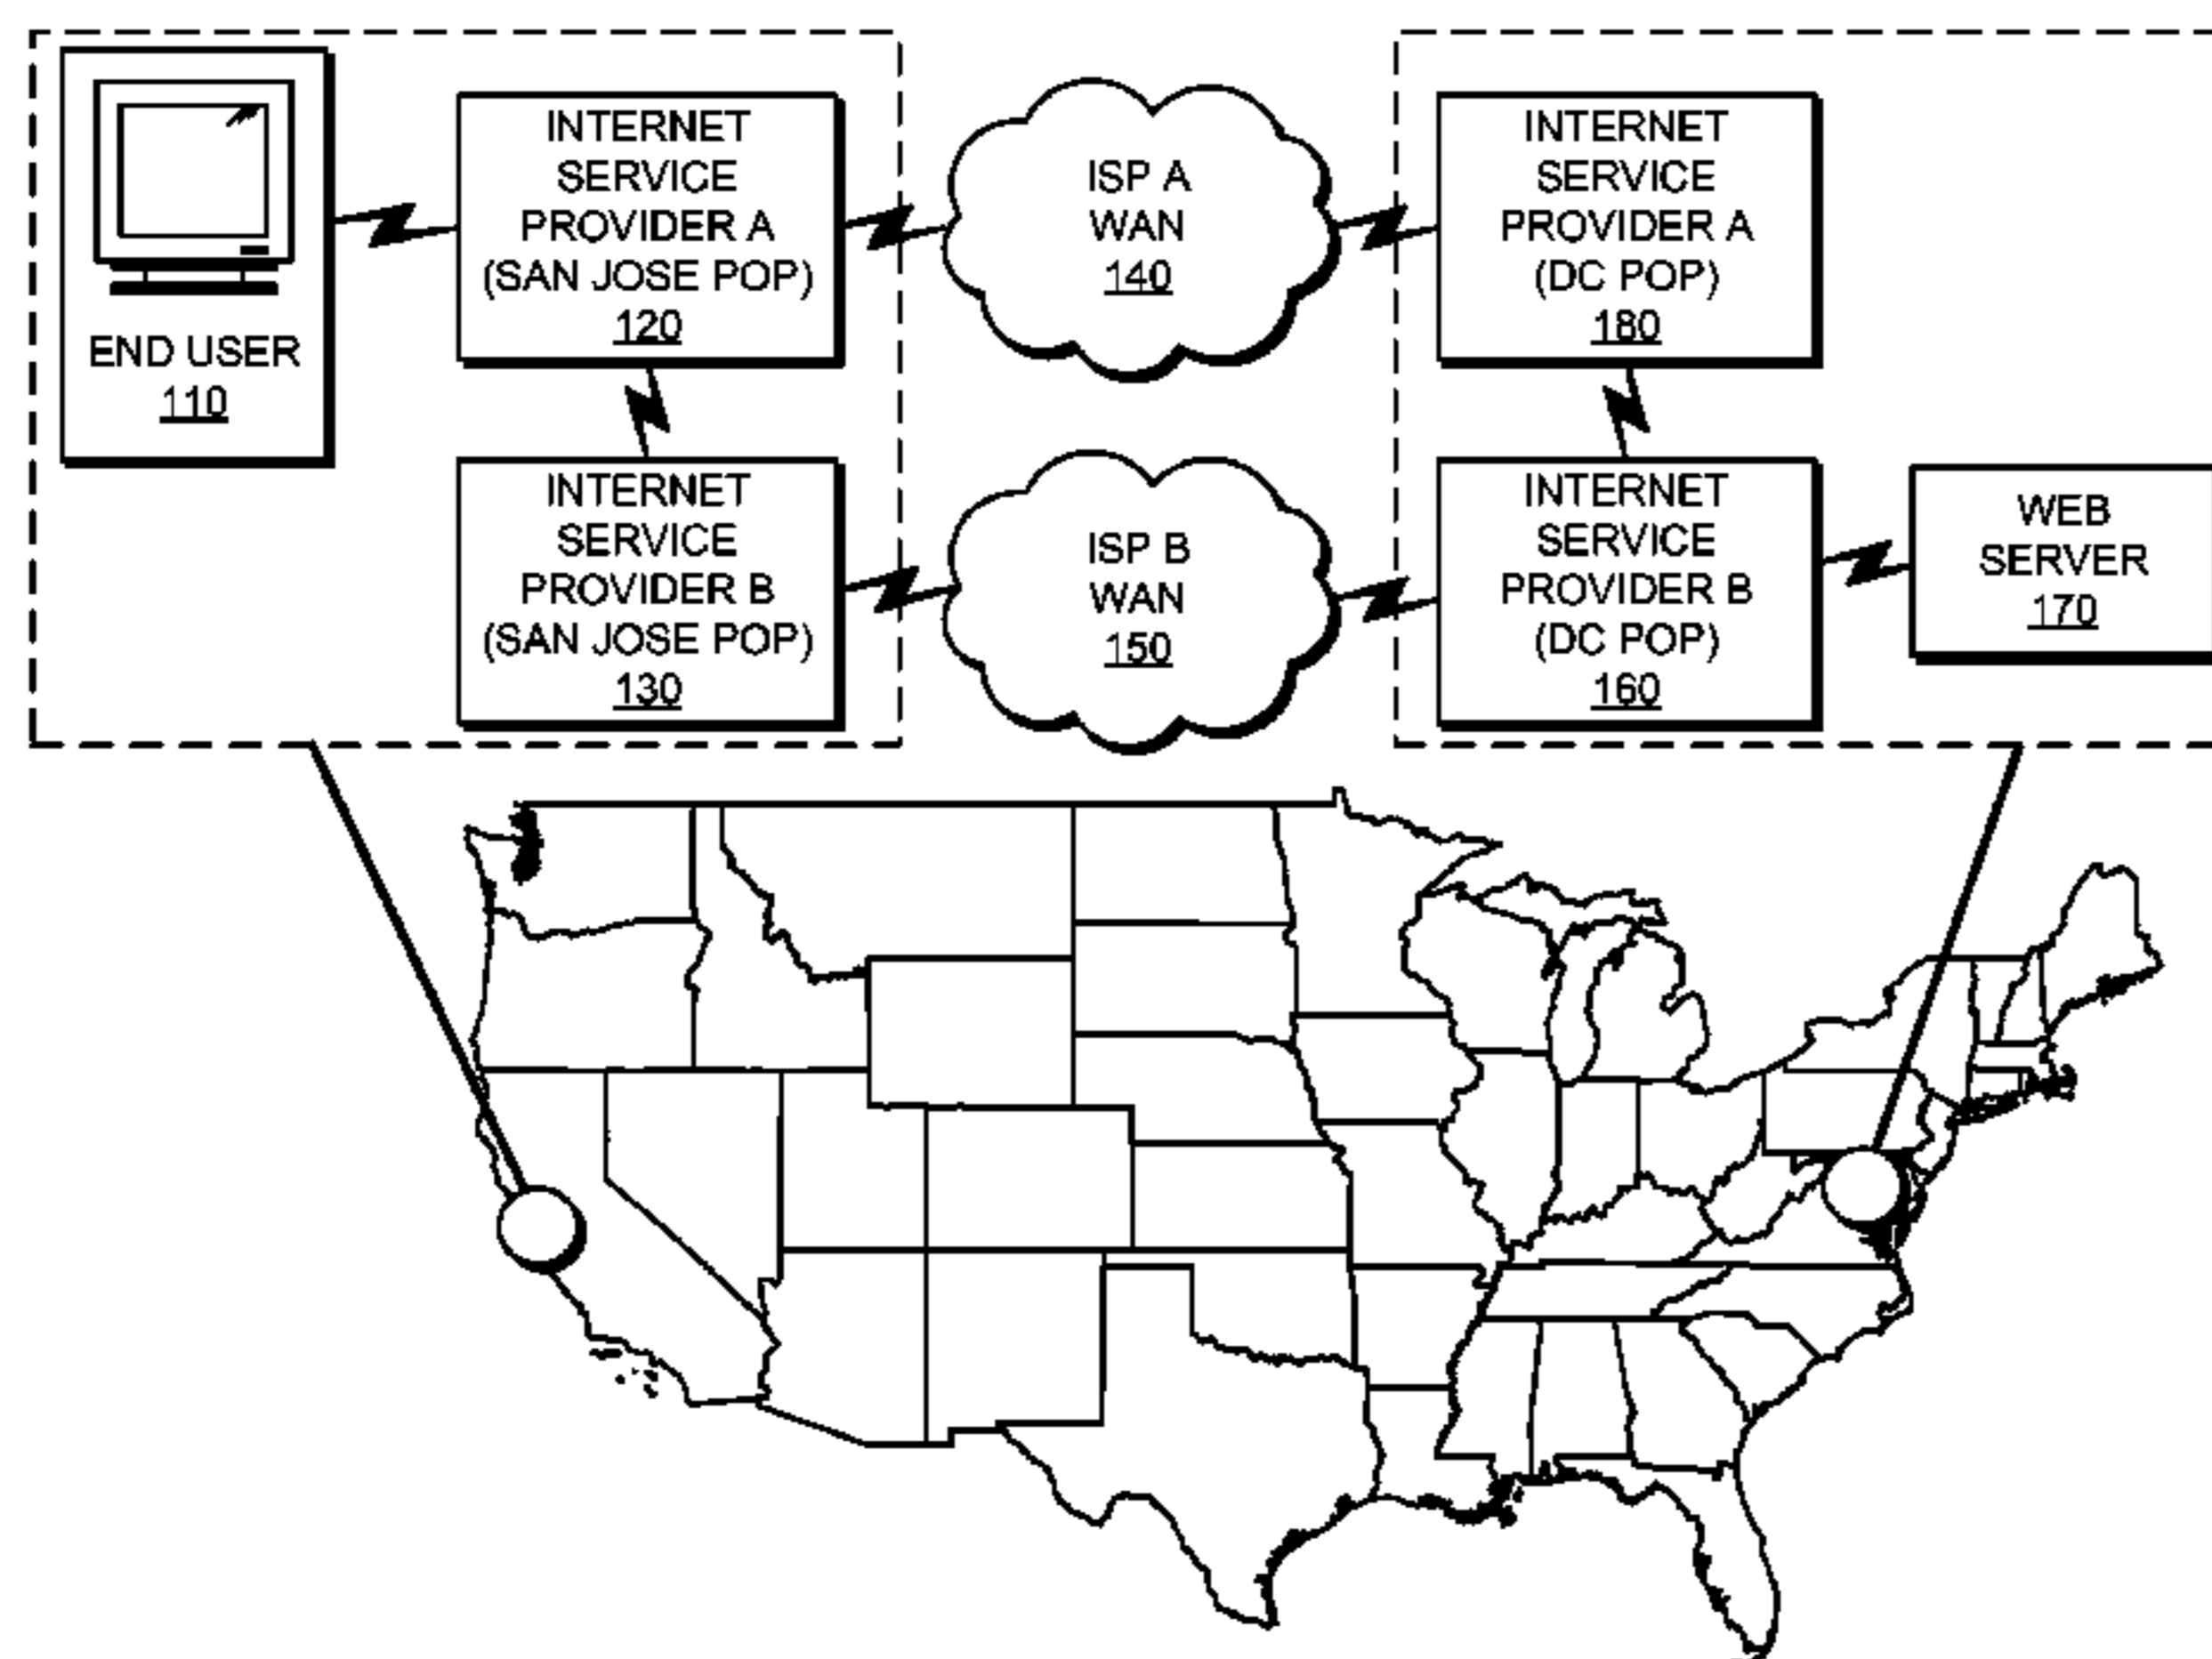 END USER
110
INTERNET
SERVICE
PROVIDER A
(SAN JOSE POP)
120
INTERNET
SERVICE
PROVIDER B
(SAN JOSE POP)
130
ISP A
WAN
140
ISP B
WAN
150
INTERNET
SERVICE
PROVIDER A
(DC POP)
180
INTERNET
SERVICE
PROVIDER B
(DC POP)
160
WEB
SERVER
170